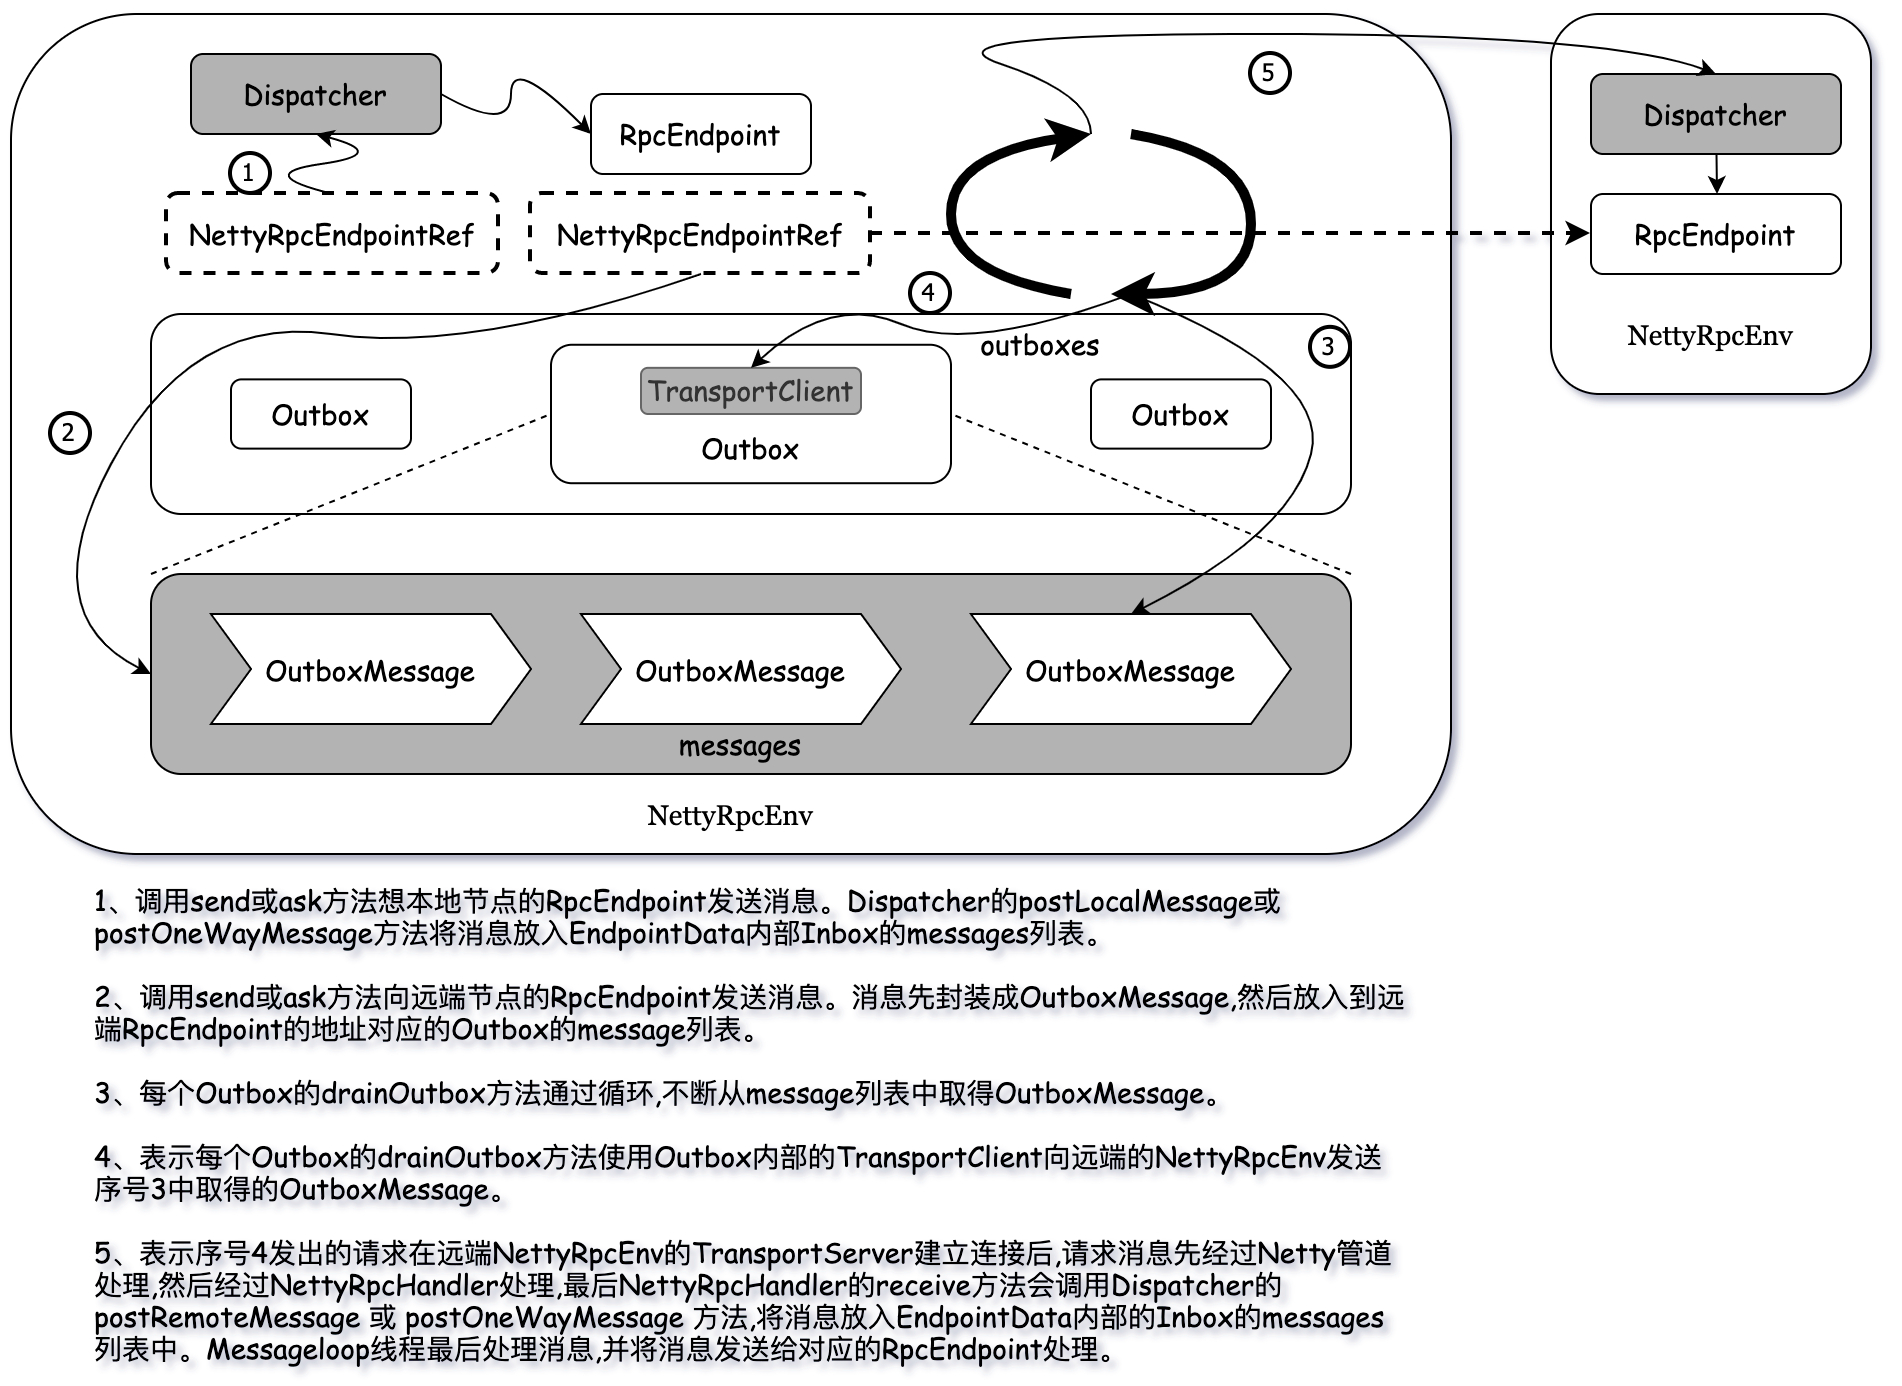 Dispatcher
RpcEndpoint
5
Dispatcher
1
NettyRpcEndpointRef
NettyRpcEndpointRef
RpcEndpoint
4
outboxes
3
NettyRpcEnv
2
Outbox
TransportClient
Outbox
Outbox
OutboxMessage
OutboxMessage
OutboxMessage
messages
NettyRpcEnv
1、调用send或ask方法想本地节点的RpcEndpoint发送消息。Dispatcher的postLocalMessage或
postOneWayMessage方法将消息放入EndpointData内部Inbox的messages列表。
2、调用send或ask方法向远端节点的RpcEndpoint发送消息。消息先封装成OutboxMessage,然后放入到远
端RpcEndpoint的地址对应的Outbox的message列表。
3、每个Outbox的drainOutbox方法通过循环,不断从message列表中取得OutboxMessage。
4、表示每个Outbox的drainOutbox方法使用Outbox内部的TransportClient向远端的NettyRpcEnv发送
序号3中取得的OutboxMessage。
5、表示序号4发出的请求在远端NettyRpcEnv的TransportServer建立连接后,请求消息先经过Netty管道
处理,然后经过NettyRpcHandler处理,最后NettyRpcHandler的receive方法会调用Dispatcher的
postRemoteMessage 或 postOneWayMessage 方法,将消息放入EndpointData内部的Inbox的messages
列表中。Messageloop线程最后处理消息,并将消息发送给对应的RpcEndpoint处理。